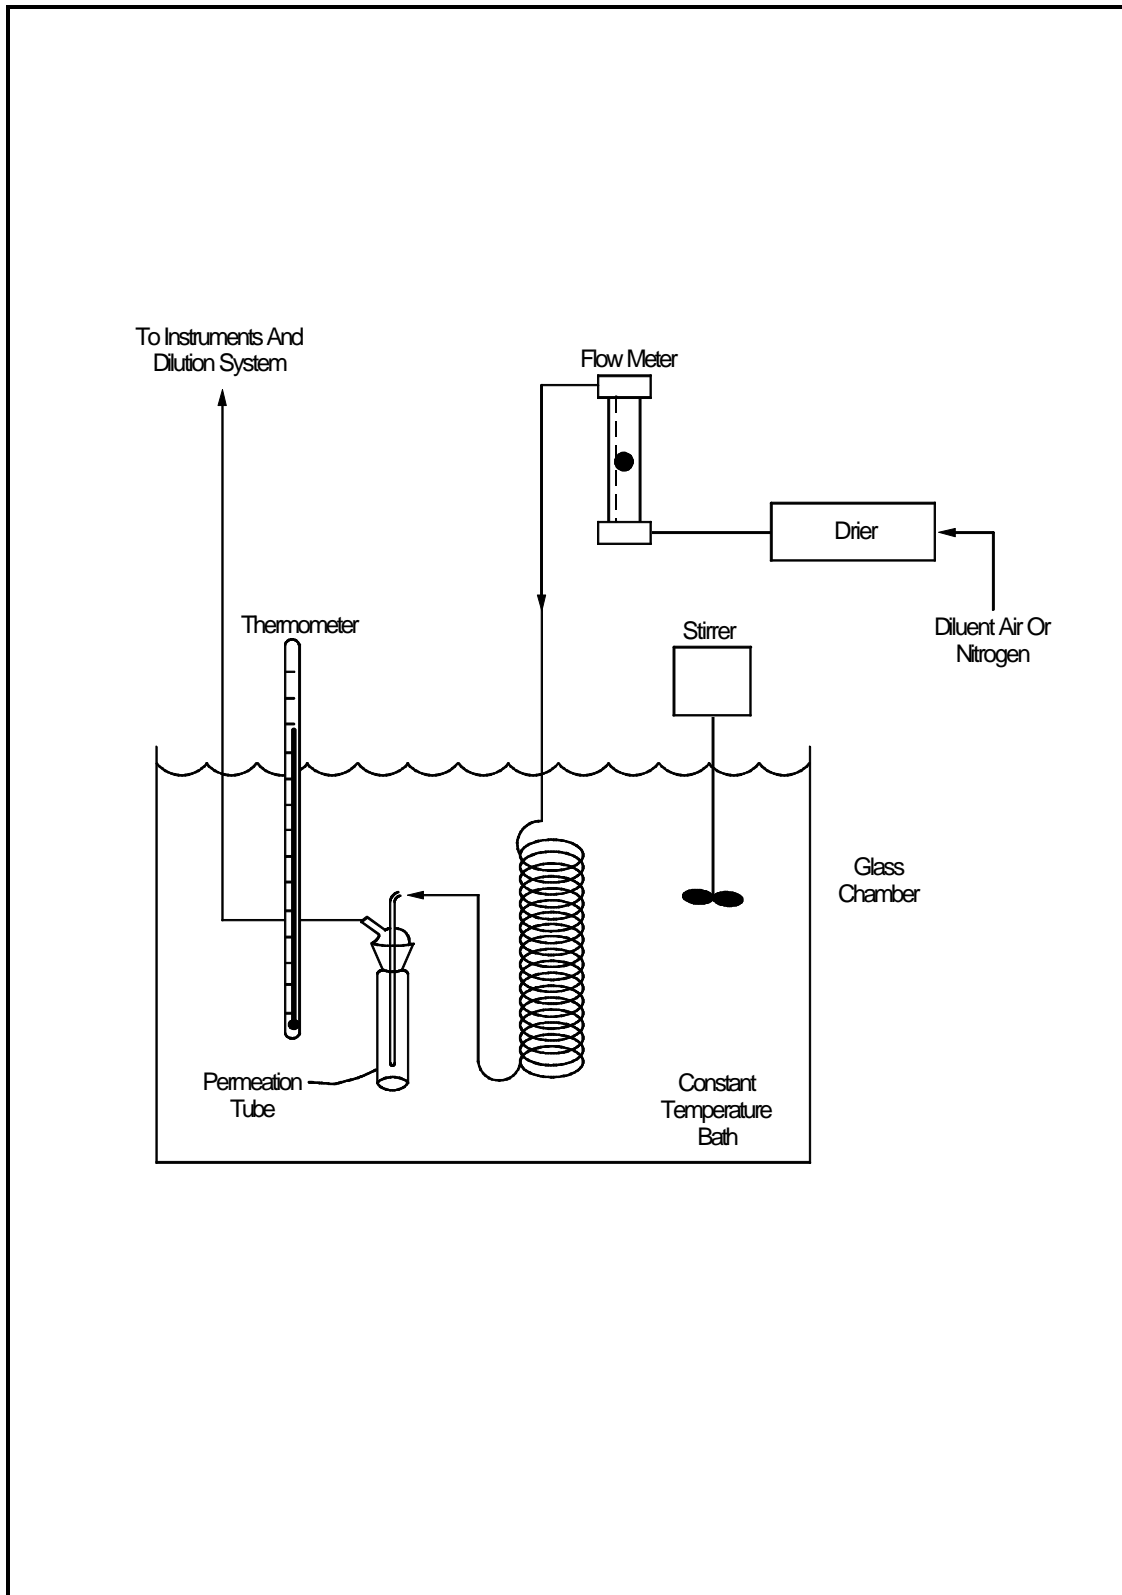 To Instruments And
Dilution System
Flow Meter
Drier
Diluent Air Or
Nitrogen
Thermometer
Stirrer
Glass
Chamber
Permeation
Tube
Constant
Temperature
Bath